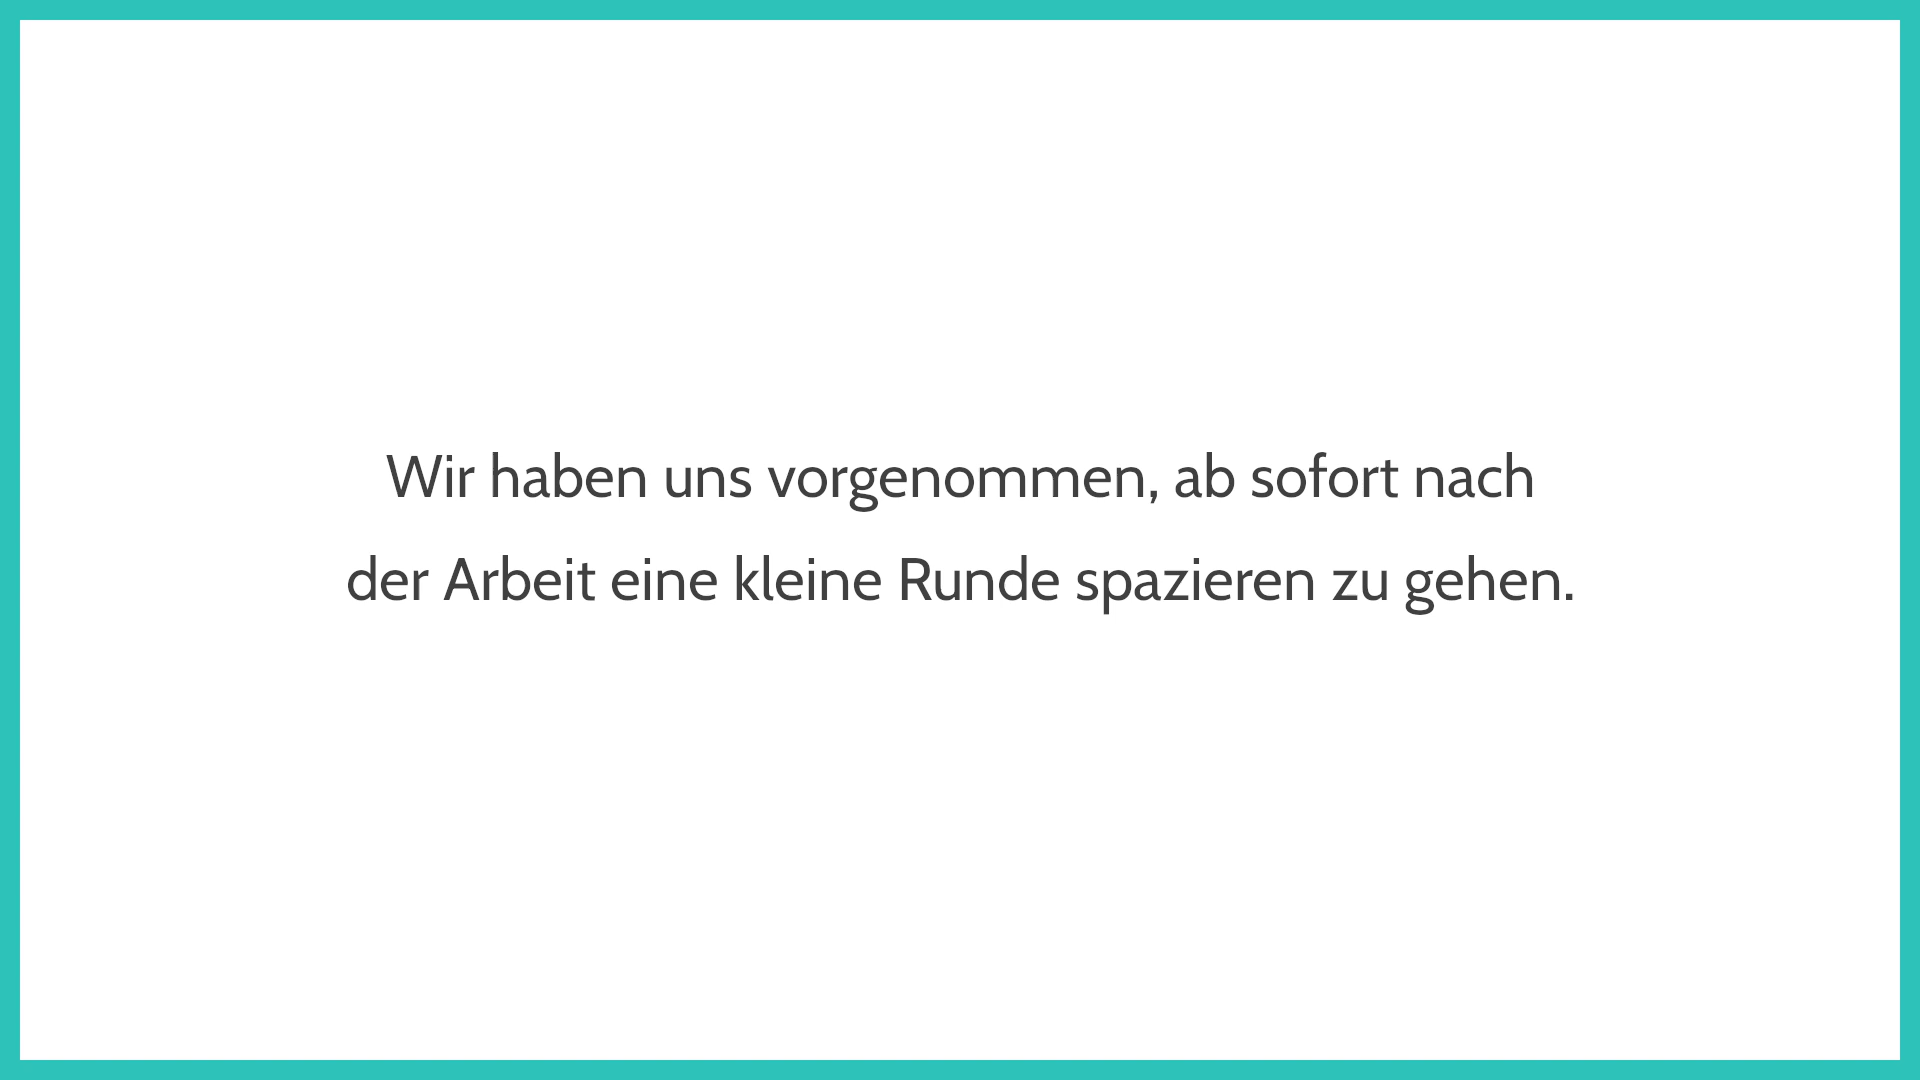 Wir haben uns vorgenommen, ab sofort nach
der Arbeit eine kleine Runde spazieren zu gehen.